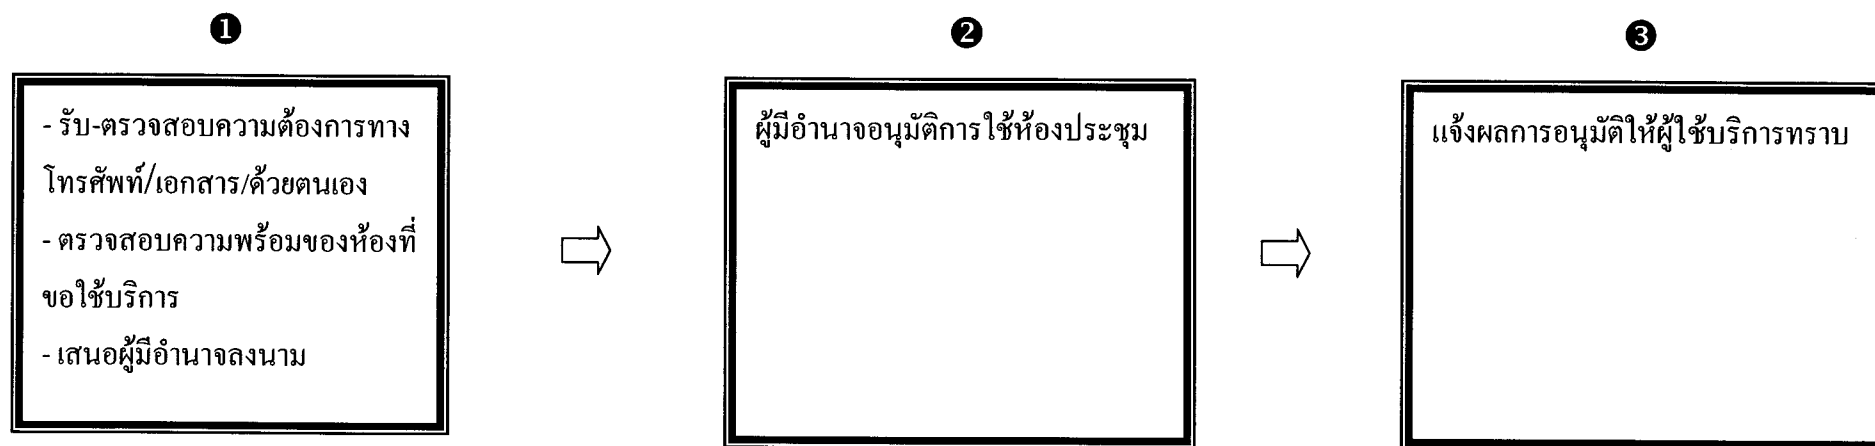 ❶
- รับ-ตรวจสอบความต้องการทาง
โทรศัพท์/เอกสาร/ด้วยตนเอง
- ตรวจสอบความพร้อมของห้องที่
ขอใช้บริการ
- เสนอผู้มีอำนาจลงนาม
❷
ผู้มีอำนาจอนุมัติการใช้ห้องประชุม
❸
แจ้งผลการอนุมัติให้ผู้ใช้บริการทราบ